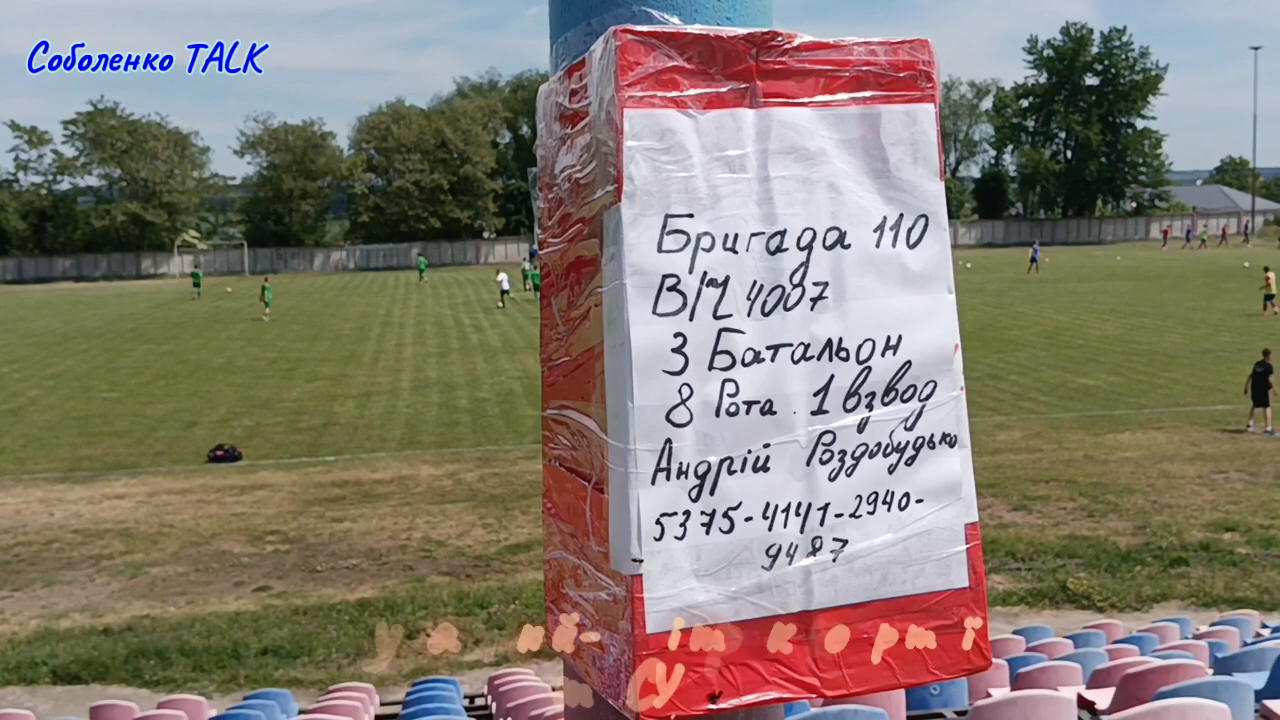 Соболенко TALK
Бригада 110
В/Ч 4007
3 Батальон
8 Рота 1 взвод
Андрій Роздобудько
5375-4141-2940-
9487